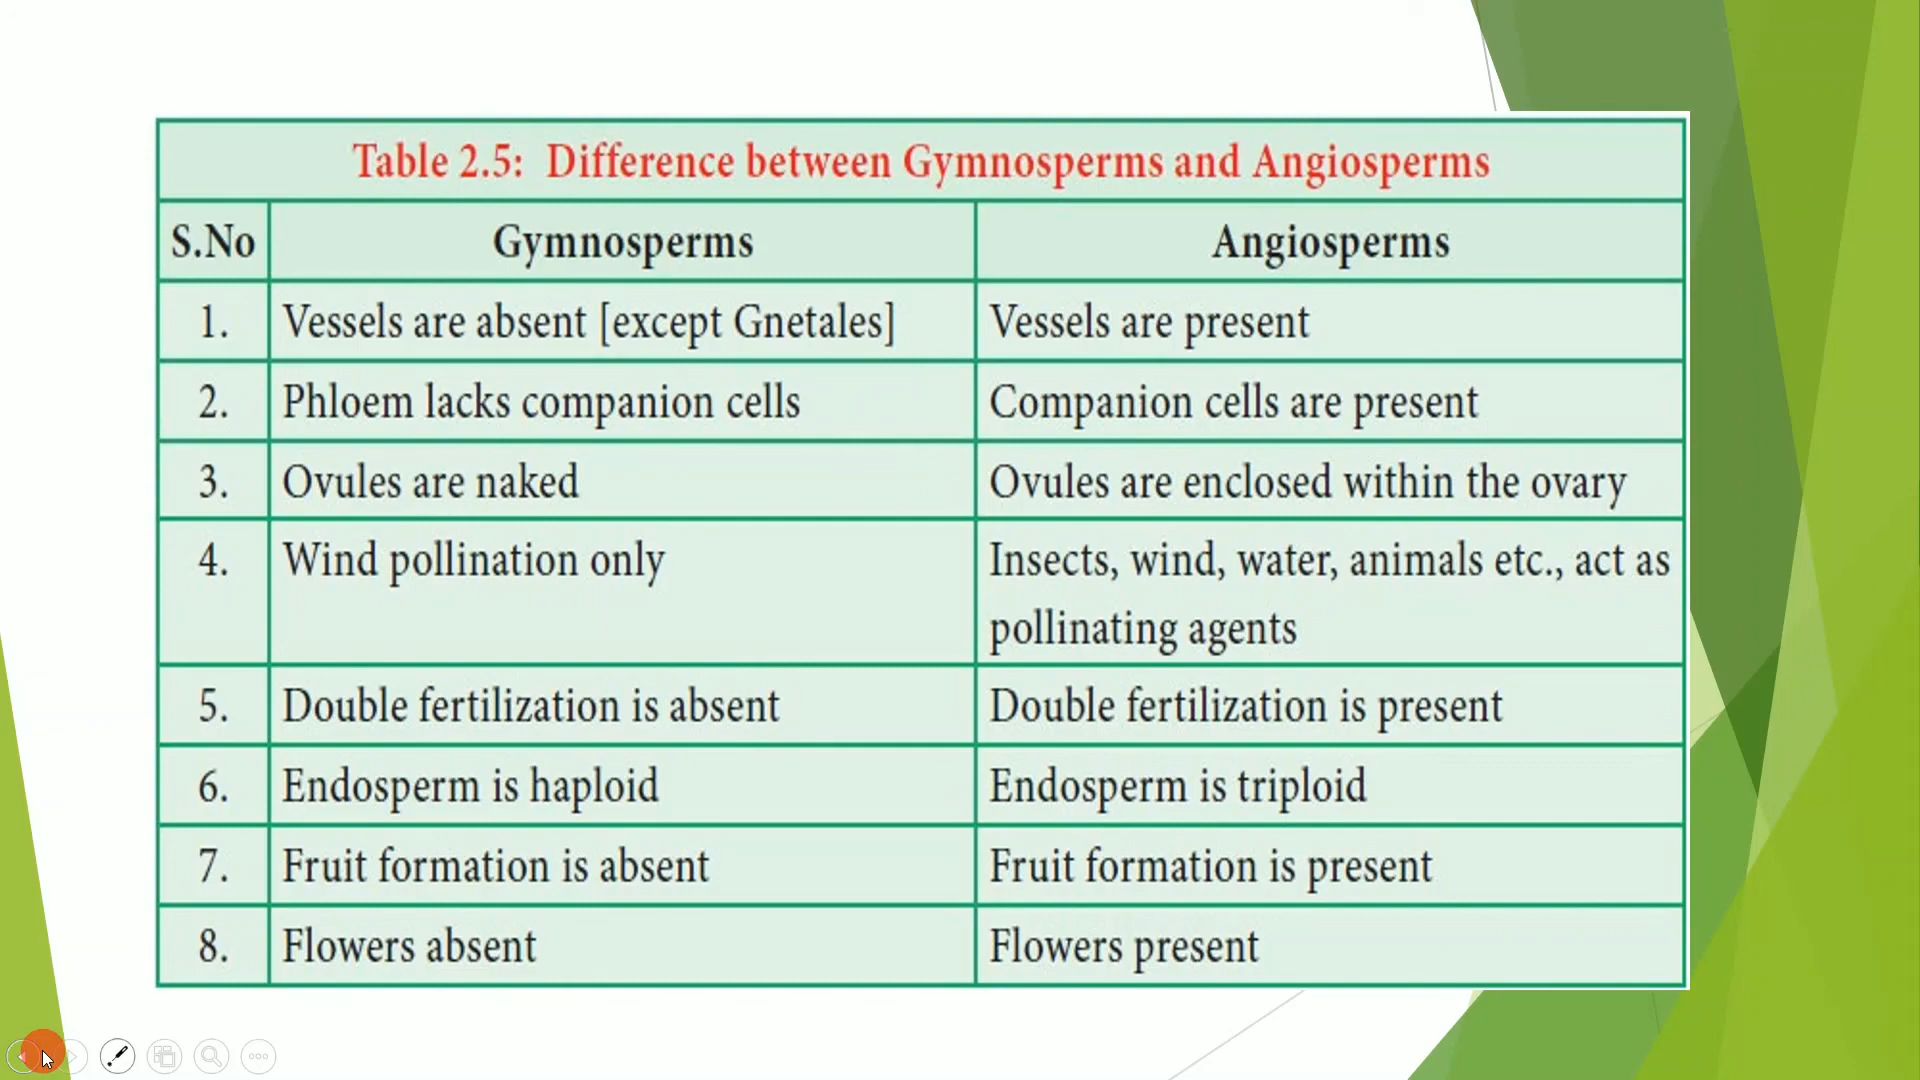 Table 2.5: Difference between Gymnosperms and Angiosperms
S.No Gymnosperms Angiosperms
1. Vessels are absent [except Gnetales] Vessels are present
2. Phloem lacks companion cells Companion cells are present
3. Ovules are naked Ovules are enclosed within the ovary
4. Wind pollination only Insects, wind, water, animals etc., act as
pollinating agents
5. Double fertilization is absent Double fertilization is present
6. Endosperm is haploid Endosperm is triploid
7. Fruit formation is absent Fruit formation is present
8. Flowers absent Flowers present